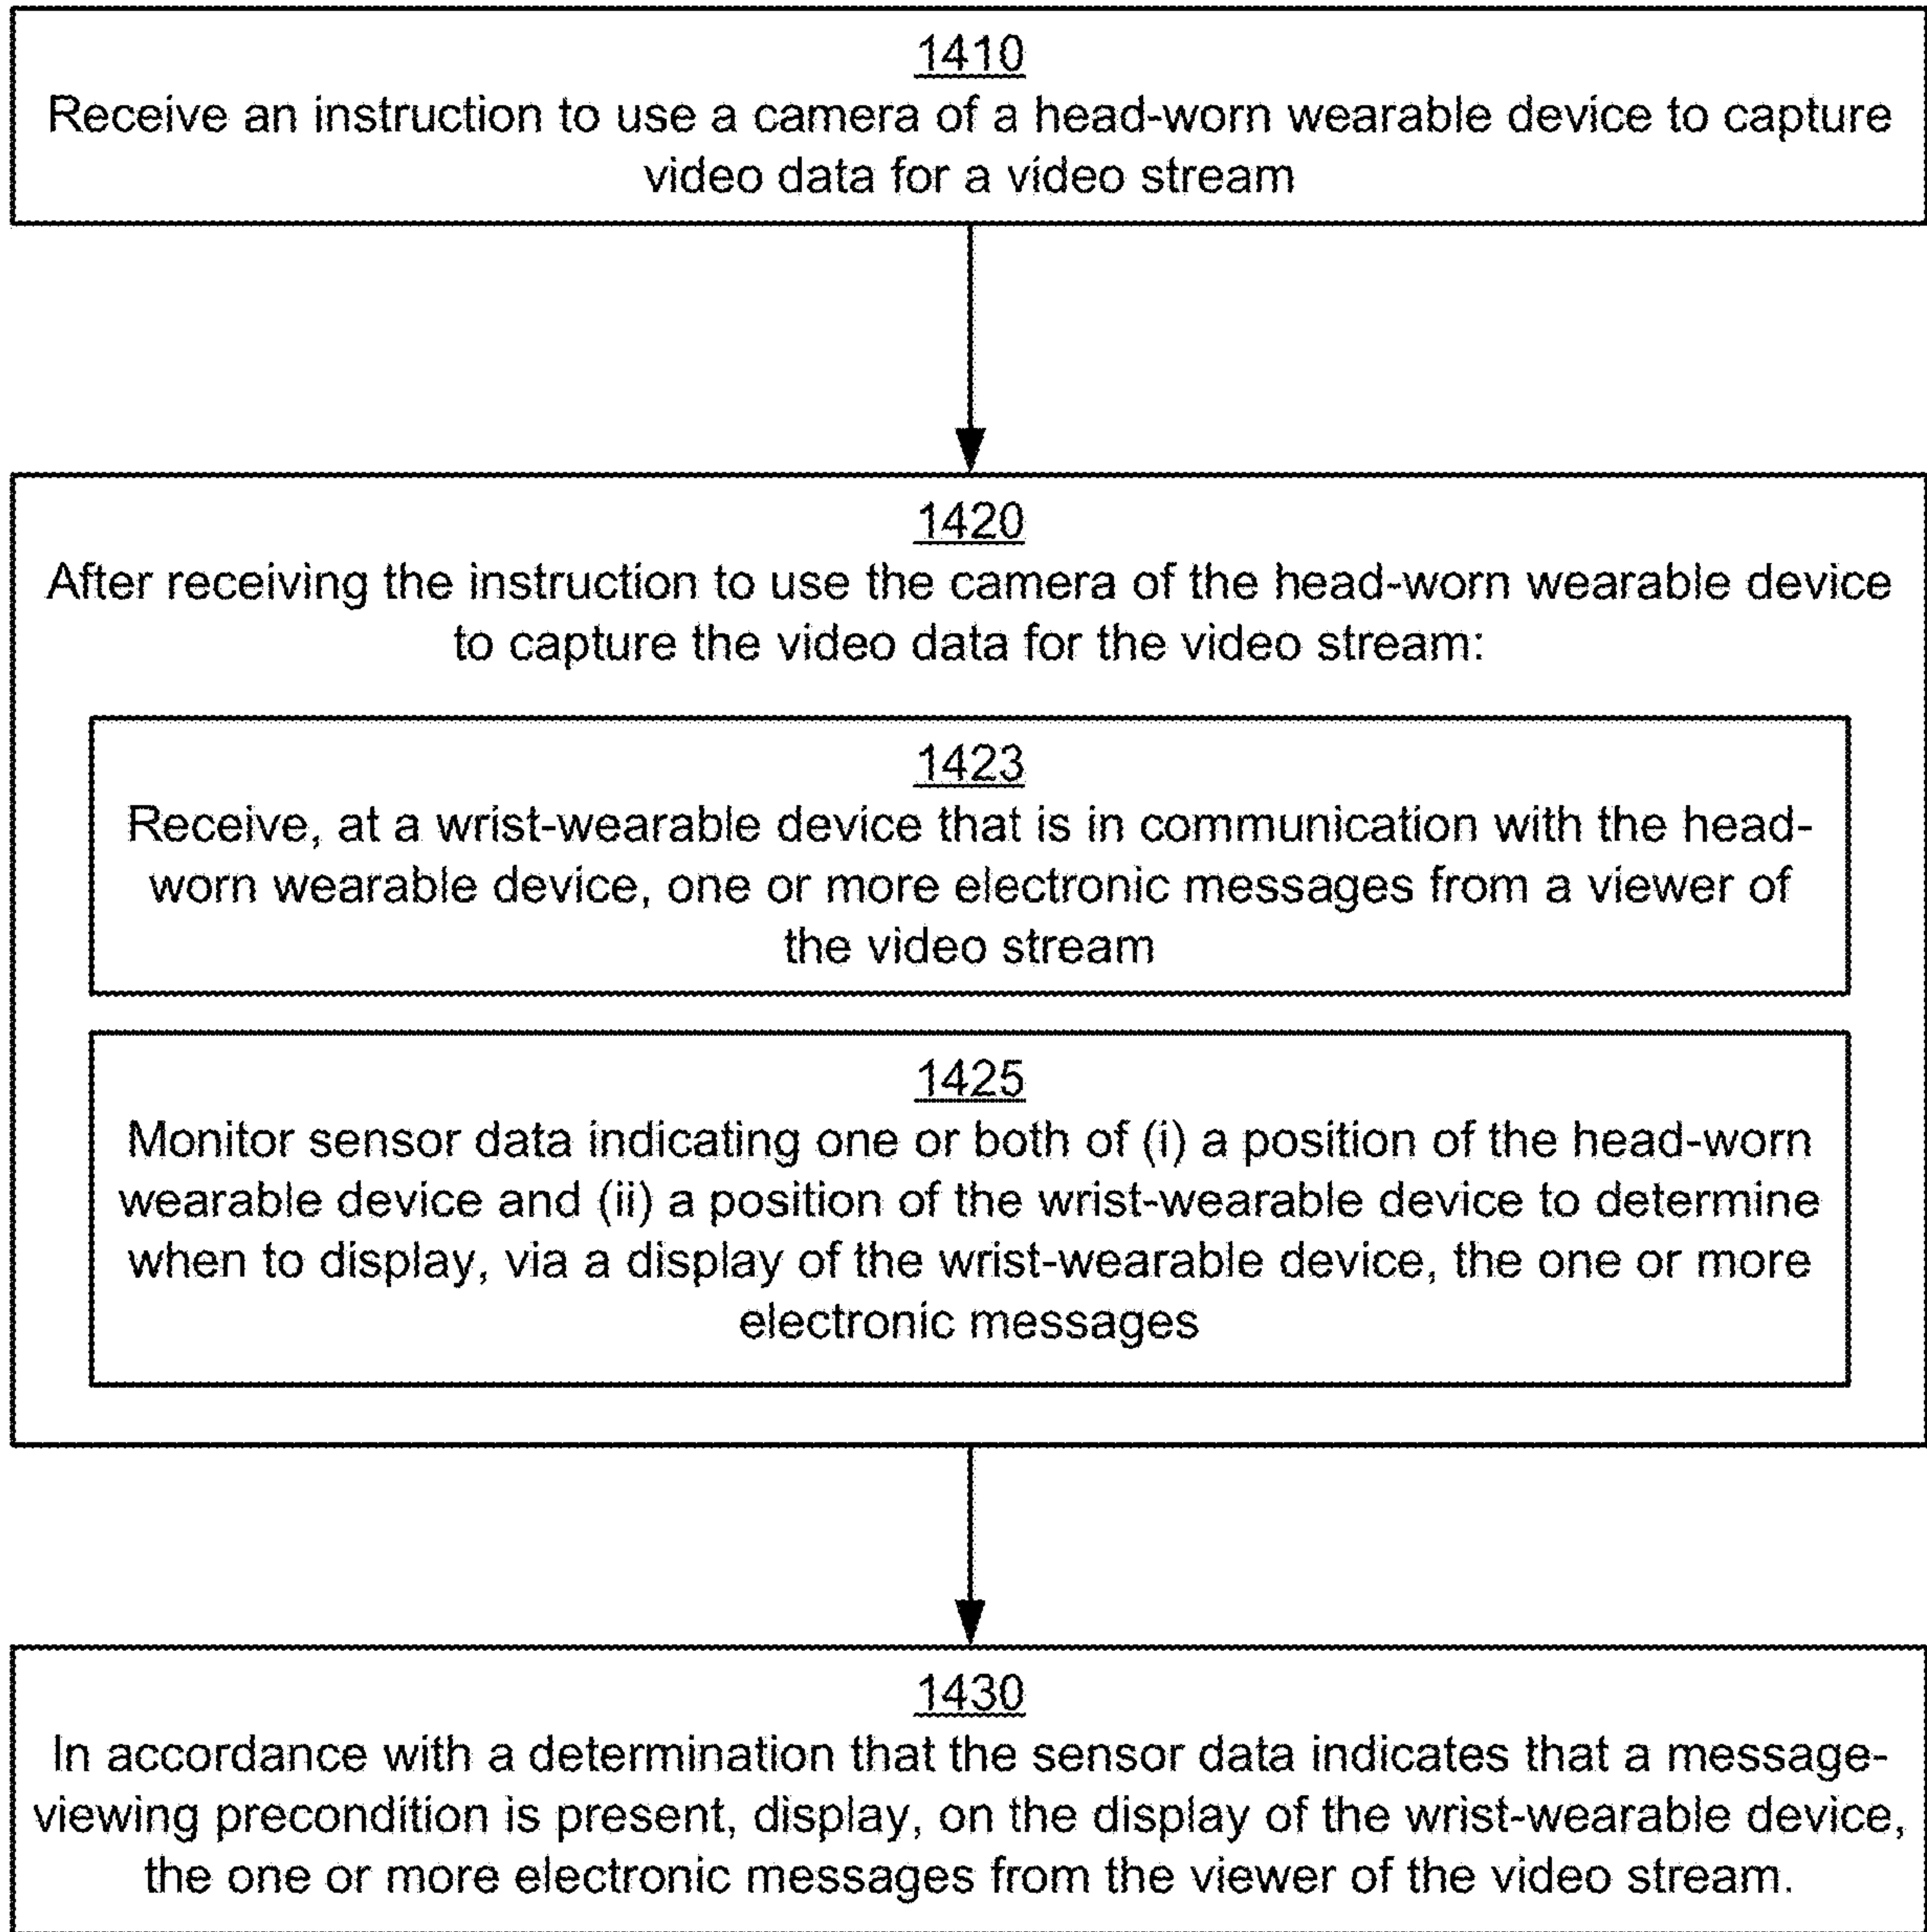 1410
Receive an instruction to use a camera of a head-worn wearable device to capture
video data for a video stream
1420
After receiving the instruction to use the camera of the head-worn wearable device
to capture the video data for the video stream:
1423
Receive, at a wrist-wearable device that is in communication with the head-
worn wearable device, one or more electronic messages from a viewer of
the video stream
1425
Monitor sensor data indicating one or both of (i) a position of the head-worn
wearable device and (ii) a position of the wrist-wearable device to determine
when to display, via a display of the wrist-wearable device, the one or more
electronic messages
1430
In accordance with a determination that the sensor data indicates that a message-
viewing precondition is present, display, on the display of the wrist-wearable device,
the one or more electronic messages from the viewer of the video stream.